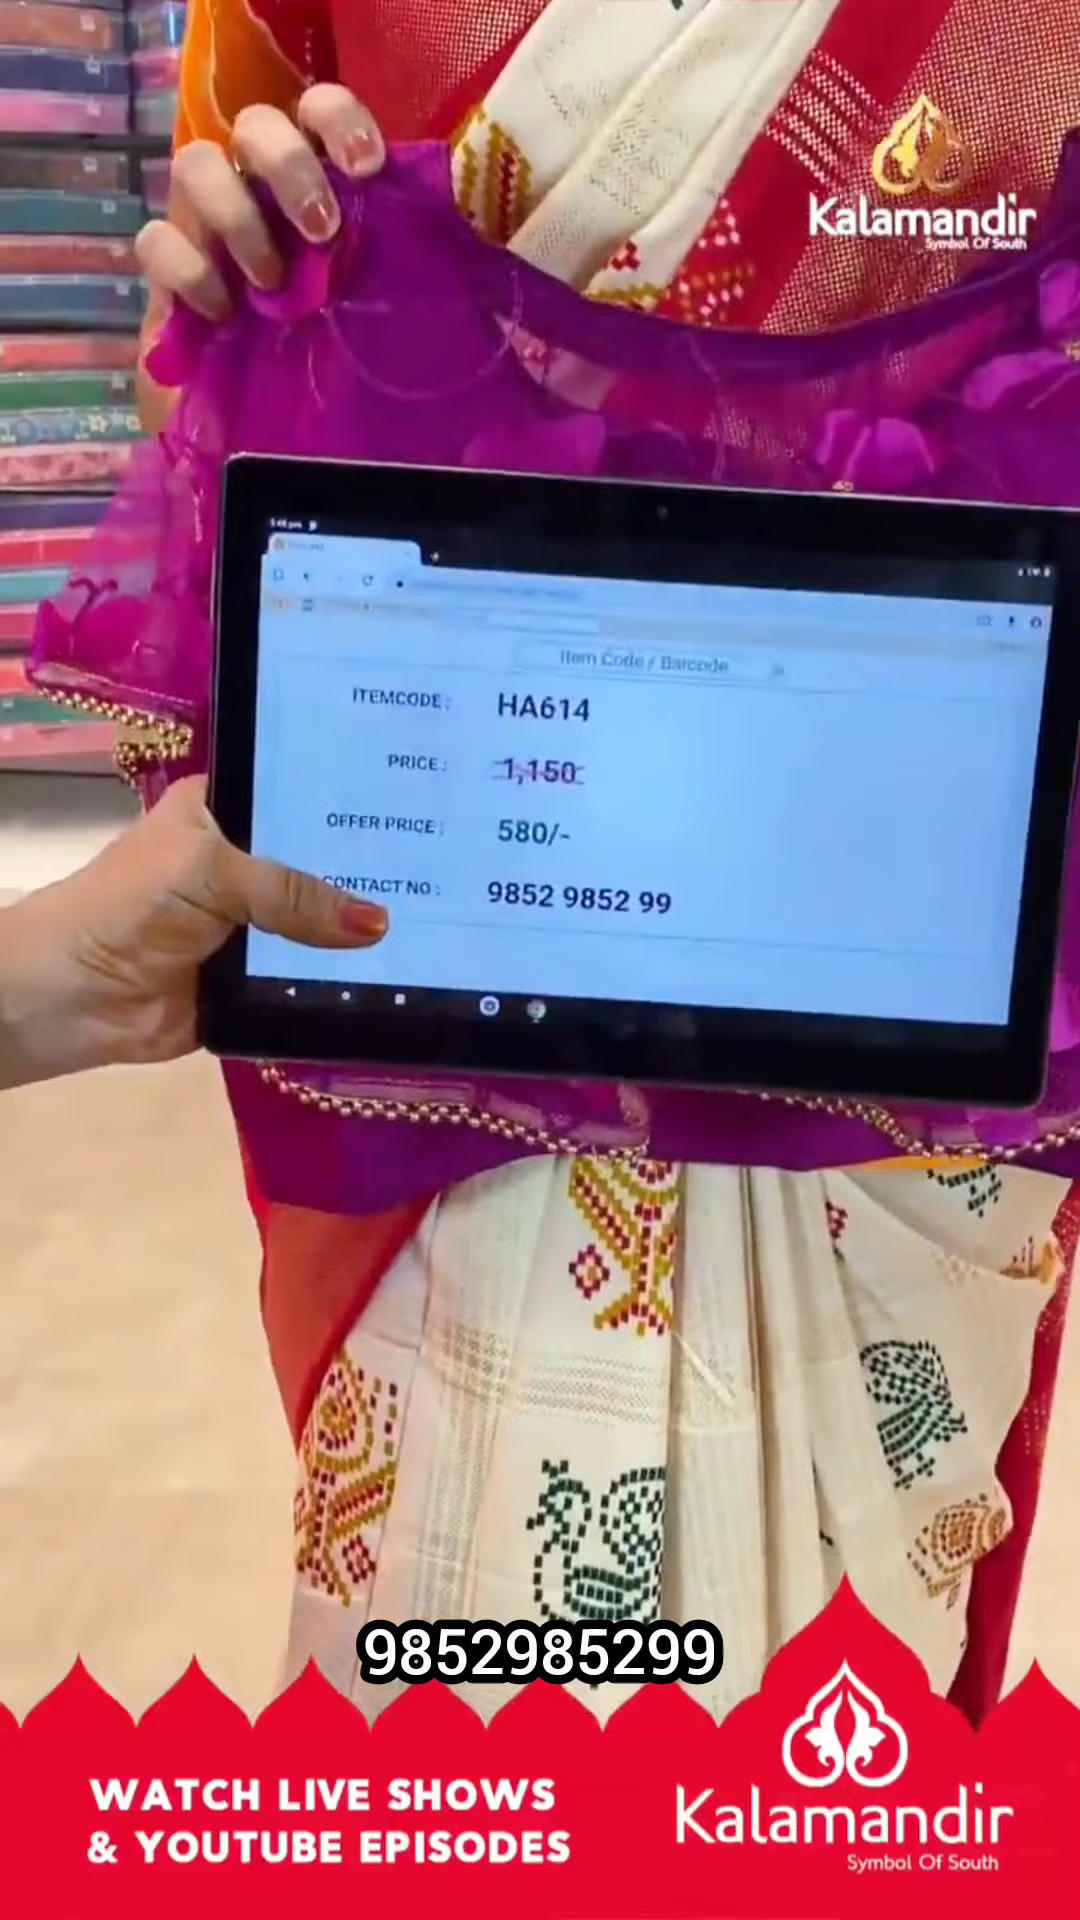 Kalamandir
Symbol Of South
Item Code / Barcode
ITEMCODE : HA614
PRICE : 1,150
OFFER PRICE : 580/-
CONTACT NO : 9852 9852 99
9852985299
WATCH LIVE SHOWS
& YOUTUBE EPISODES
Kalamandir
Symbol Of South